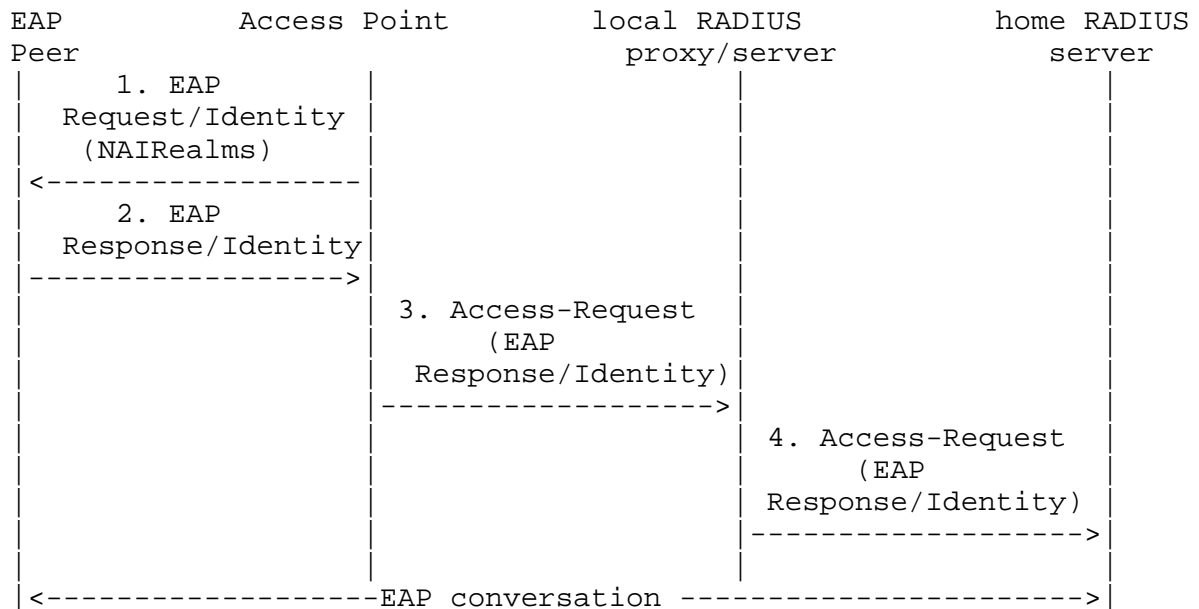 EAP Access Point local RADIUS home RADIUS
Peer proxy/server server
1. EAP
Request/Identity
(NAIRealms)
2. EAP
Response/Identity
3. Access-Request
(EAP
Response/Identity)
4. Access-Request
(EAP
Response/Identity)
EAP conversation